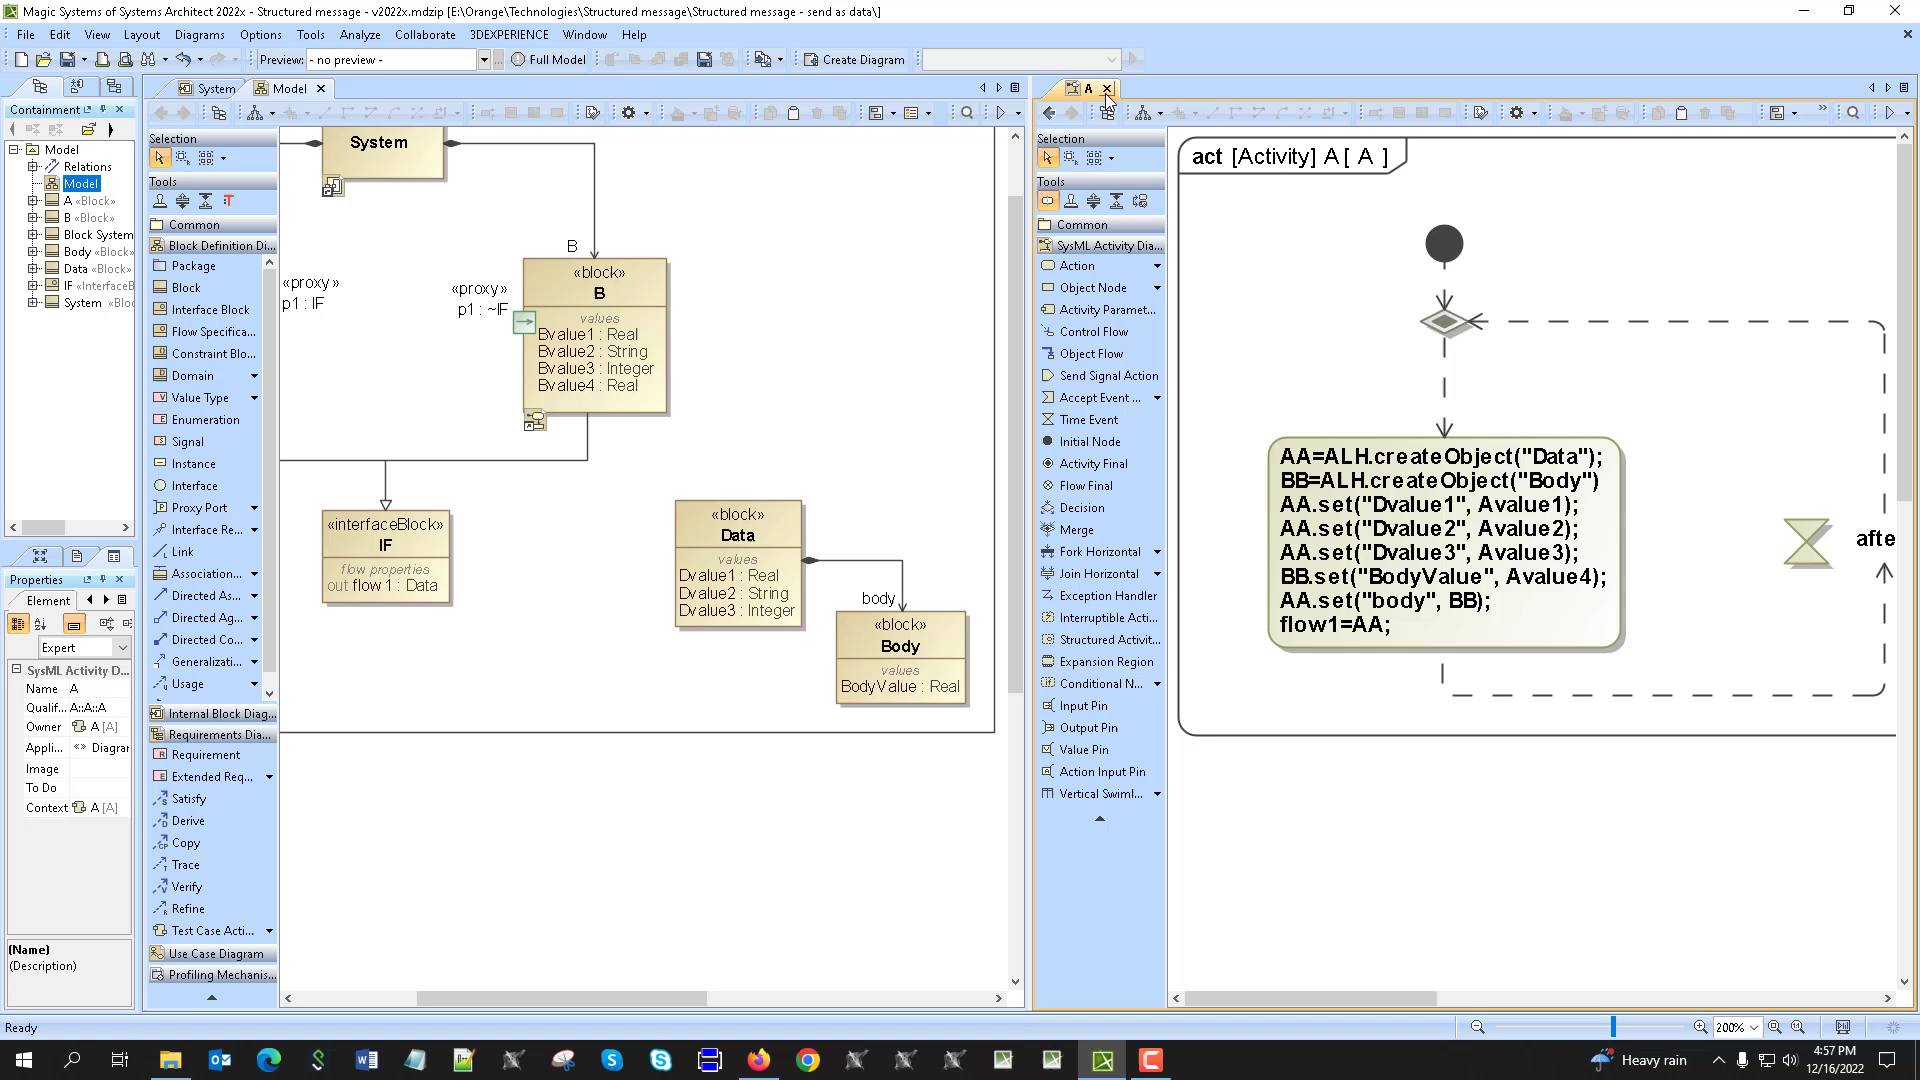 Magic Systems of Systems Architect 2022x - Structured message - v2022x.mdzip [E:\Orange\Technologies\Structured message\Structured message - send as data\]
File Edit View Layout Diagrams Options Tools Analyze Collaborate 3DEXPERIENCE Window Help
Preview: - no preview - ... Full Model Create Diagram
Containment
Model
Relations
Model
A «Block»
B «Block»
Block System
Body «Block»
Data «Block»
IF «InterfaceB
System «Bloc
Properties
Element
Expert
SysML Activity D...
Name A
Qualif... A::A::A
Owner A [A]
Appli... «» Diagran
Image
To Do
Context A [A]
(Name)
(Description)
System Model
Selection
Tools
Common
Block Definition Di...
Package
Block
Interface Block
Flow Specifica...
Constraint Blo...
Domain
Value Type
Enumeration
Signal
Instance
Interface
Proxy Port
Interface Re...
Link
Association...
Directed As...
Directed Ag...
Directed Co...
Generalizati...
Usage
Internal Block Diag...
Requirements Dia...
Requirement
Extended Req...
Satisfy
Derive
Copy
Trace
Verify
Refine
Test Case Acti...
Use Case Diagram
Profiling Mechanis...
System
B
«proxy»
p1 : IF
«proxy»
p1 : ~IF
«block»
B
values
Bvalue1 : Real
Bvalue2 : String
Bvalue3 : Integer
Bvalue4 : Real
«interfaceBlock»
IF
flow properties
out flow1 : Data
«block»
Data
values
Dvalue1 : Real
Dvalue2 : String
Dvalue3 : Integer
body
«block»
Body
values
BodyValue : Real
A
Selection
Tools
Common
SysML Activity Dia...
Action
Object Node
Activity Paramet...
Control Flow
Object Flow
Send Signal Action
Accept Event ...
Time Event
Initial Node
Activity Final
Flow Final
Decision
Merge
Fork Horizontal
Join Horizontal
Exception Handler
Interruptible Acti...
Structured Activit...
Expansion Region
Conditional N...
Input Pin
Output Pin
Value Pin
Action Input Pin
Vertical Swiml...
act [Activity] A [ A ]
AA=ALH.createObject("Data");
BB=ALH.createObject("Body")
AA.set("Dvalue1", Avalue1);
AA.set("Dvalue2", Avalue2);
AA.set("Dvalue3", Avalue3);
BB.set("BodyValue", Avalue4);
AA.set("body", BB);
flow1=AA;
afte
Ready
200%
Heavy rain
4:57 PM
12/16/2022